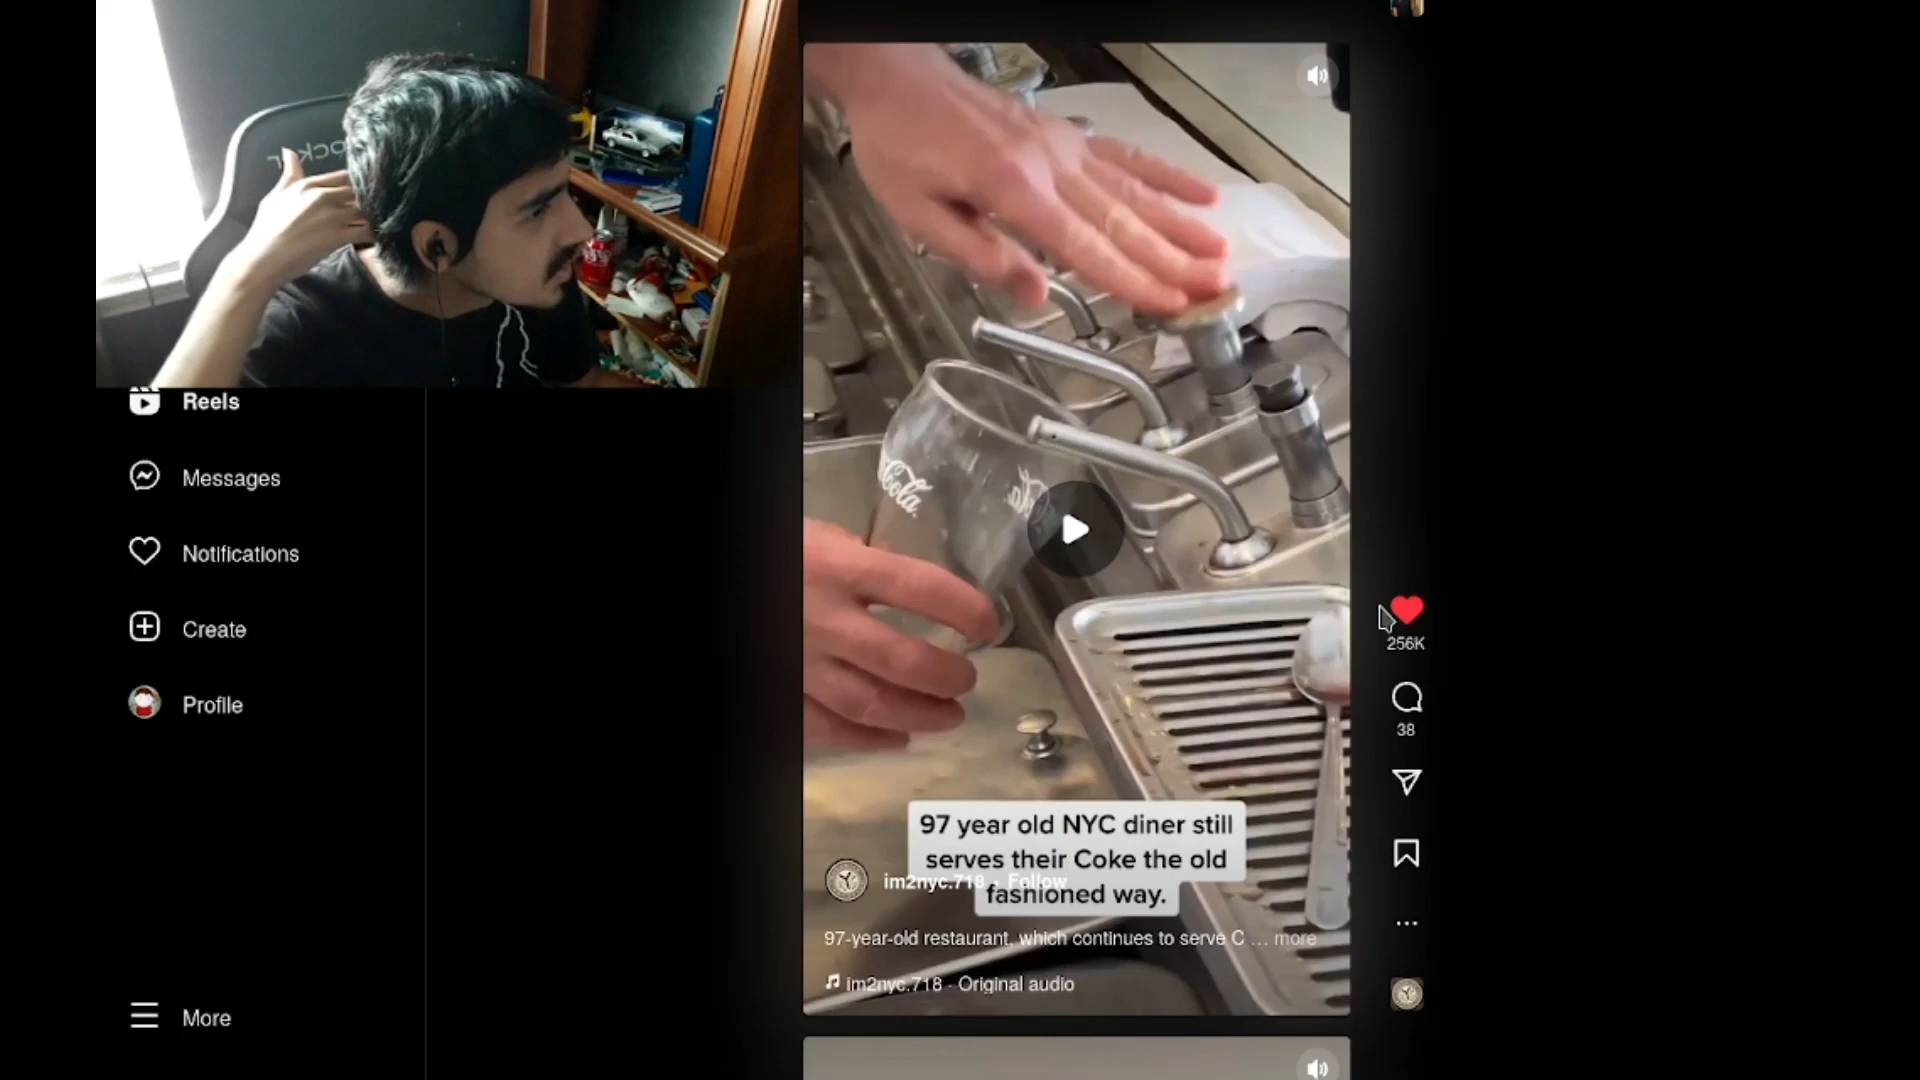 Reels
Messages
Notifications
Create
Profile
More
Cola
97 year old NYC diner still
serves their Coke the old
fashioned way.
im2nyc.718 • Follow
97-year-old restaurant, which continues to serve C … more
im2nyc.718 · Original audio
256K
38